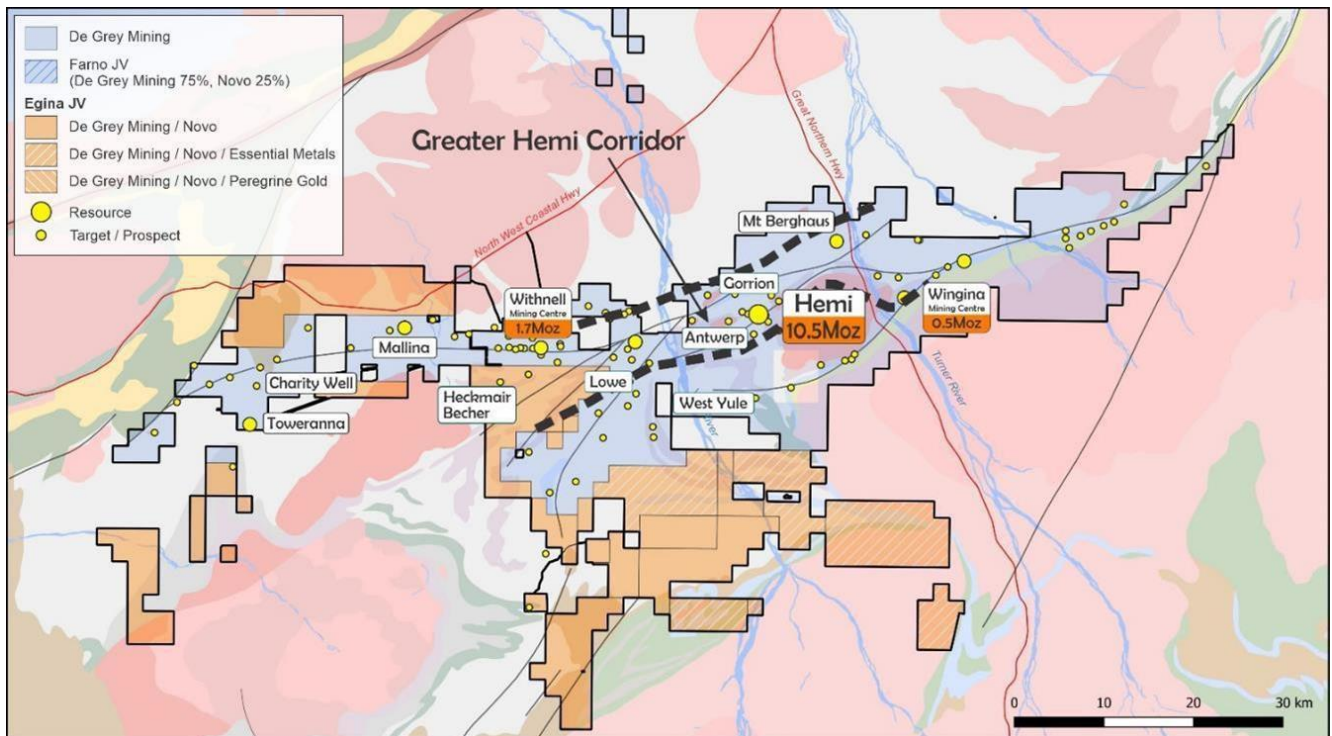 De Grey Mining
Farno JV
(De Grey Mining 75%, Novo 25%)
Egina JV
De Grey Mining / Novo
De Grey Mining / Novo / Essential Metals
De Grey Mining / Novo / Peregrine Gold
Resource
Target / Prospect
Greater Hemi Corridor
North West Coastal Hwy
Great Northern Hwy
Mt Berghaus
Gorrion
Withnell
Mining Centre
1.7Moz
Hemi
10.5Moz
Wingina
Mining Centre
0.5Moz
Antwerp
Mallina
Charity Well
Toweranna
Heckmair
Becher
Lowe
West Yule
River
Turner River
0 10 20 30 km